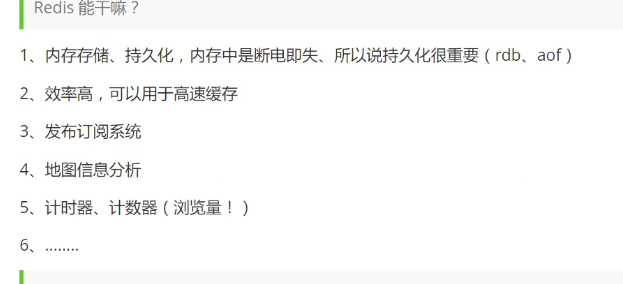 Redis 能干嘛？
1、内存存储、持久化，内存中是断电即失、所以说持久化很重要（rdb、aof）
2、效率高，可以用于高速缓存
3、发布订阅系统
4、地图信息分析
5、计时器、计数器（浏览量！）
6、........